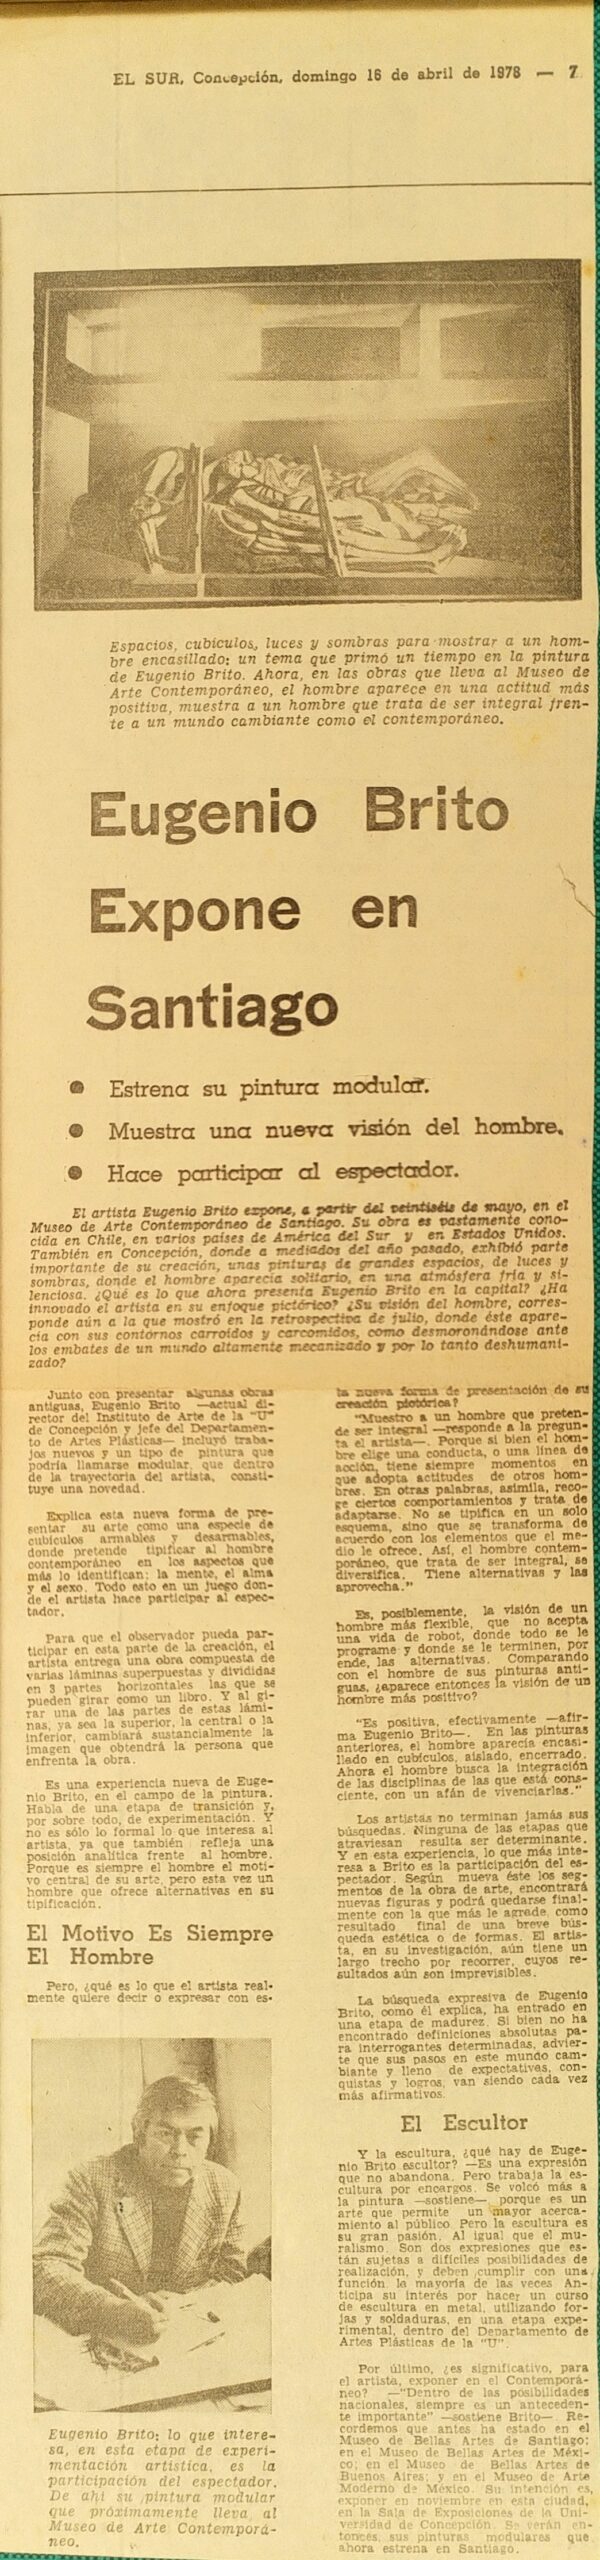 EL SUR, Concepción, domingo 16 de abril de 1978 — 7
Espacios, cubículos, luces y sombras para mostrar a un hom-
bre encasillado: un tema que primó un tiempo en la pintura
de Eugenio Brito. Ahora, en las obras que lleva al Museo de
Arte Contemporáneo, el hombre aparece en una actitud más
positiva, muestra a un hombre que trata de ser integral fren-
te a un mundo cambiante como el contemporáneo.
Eugenio Brito
Expone en
Santiago
● Estrena su pintura modular.
● Muestra una nueva visión del hombre.
● Hace participar al espectador.
El artista Eugenio Brito expone, a partir del veintiséis de mayo, en el
Museo de Arte Contemporáneo de Santiago. Su obra es vastamente cono-
cida en Chile, en varios países de América del Sur y en Estados Unidos.
También en Concepción, donde a mediados del año pasado, exhibió parte
importante de su creación, unas pinturas de grandes espacios, de luces y
sombras, donde el hombre aparecía solitario, en una atmósfera fría y si-
lenciosa. ¿Qué es lo que ahora presenta Eugenio Brito en la capital? ¿Ha
innovado el artista en su enfoque pictórico? ¿Su visión del hombre, corres-
ponde aún a la que mostró en la retrospectiva de julio, donde éste apare-
cía con sus contornos carroídos y carcomidos, como desmoronándose ante
los embates de un mundo altamente mecanizado y por lo tanto deshumani-
zado?
Junto con presentar algunas obras
antiguas, Eugenio Brito —actual di-
rector del Instituto de Arte de la "U"
de Concepción y jefe del Departamen-
to de Artes Plásticas— incluyó traba-
jos nuevos y un tipo de pintura que
podría llamarse modular, que dentro
de la trayectoria del artista, consti-
tuye una novedad.
Explica esta nueva forma de pre-
sentar su arte como una especie de
cubículos armables y desarmables,
donde pretende tipificar al hombre
contemporáneo en los aspectos que
más lo identifican: la mente, el alma
y el sexo. Todo esto en un juego don-
de el artista hace participar al espec-
tador.
Para que el observador pueda par-
ticipar en esta parte de la creación, el
artista entrega una obra compuesta de
varias láminas superpuestas y divididas
en 3 partes horizontales las que se
pueden girar como un libro. Y al gi-
rar una de las partes de estas lámi-
nas, ya sea la superior, la central o la
inferior, cambiará sustancialmente la
imagen que obtendrá la persona que
enfrenta la obra.
Es una experiencia nueva de Euge-
nio Brito, en el campo de la pintura.
Habla de una etapa de transición y,
por sobre todo, de experimentación. Y
no es sólo lo formal lo que interesa al
artista, ya que también refleja una
posición analítica frente al hombre.
Porque es siempre el hombre el moti-
vo central de su arte, pero esta vez un
hombre que ofrece alternativas en su
tipificación.
El Motivo Es Siempre
El Hombre
Pero, ¿qué es lo que el artista real-
mente quiere decir o expresar con es-
Eugenio Brito: lo que intere-
sa, en esta etapa de experi-
mentación artística, es la
participación del espectador.
De ahí su pintura modular
que próximamente lleva al
Museo de Arte Contemporá-
neo.
ta nueva forma de presentación de su
creación pictórica?
"Muestro a un hombre que preten-
de ser integral —responde a la pregun-
ta el artista—. Porque si bien el hom-
bre elige una conducta, o una línea de
acción, tiene siempre momentos en
que adopta actitudes de otros hom-
bres. En otras palabras, asimila, reco-
ge ciertos comportamientos y trata de
adaptarse. No se tipifica en un solo
esquema, sino que se transforma de
acuerdo con los elementos que el me-
dio le ofrece. Así, el hombre contem-
poráneo, que trata de ser integral, se
diversifica. Tiene alternativas y las
aprovecha."
Es, posiblemente, la visión de un
hombre más flexible, que no acepta
una vida de robot, donde todo se le
programe y donde se le terminen, por
ende, las alternativas. Comparando
con el hombre de sus pinturas anti-
guas, ¿aparece entonces la visión de un
hombre más positivo?
"Es positiva, efectivamente —afir-
ma Eugenio Brito—. En las pinturas
anteriores, el hombre aparecía encasi-
llado en cubículos, aislado, encerrado.
Ahora el hombre busca la integración
de las disciplinas de las que está cons-
ciente, con un afán de vivenciarlas."
Los artistas no terminan jamás sus
búsquedas. Ninguna de las etapas que
atraviesan resulta ser determinante.
Y en esta experiencia, lo que más inte-
resa a Brito es la participación del es-
pectador. Según mueva éste los seg-
mentos de la obra de arte, encontrará
nuevas figuras y podrá quedarse final-
mente con la que más le agrade, como
resultado final de una breve bús-
queda estética o de formas. El artis-
ta, en su investigación, aún tiene un
largo trecho por recorrer, cuyos re-
sultados aún son imprevisibles.
La búsqueda expresiva de Eugenio
Brito, como él explica, ha entrado en
una etapa de madurez. Si bien no ha
encontrado definiciones absolutas pa-
ra interrogantes determinadas, advier-
te que sus pasos en este mundo cam-
biante y lleno de expectativas, con-
quistas y logros, van siendo cada vez
más afirmativos.
El Escultor
Y la escultura, ¿qué hay de Euge-
nio Brito escultor? —Es una expresión
que no abandona. Pero trabaja la es-
cultura por encargos. Se volcó más a
la pintura —sostiene— porque es un
arte que permite un mayor acerca-
miento al público. Pero la escultura es
su gran pasión. Al igual que el mu-
ralismo. Son dos expresiones que es-
tán sujetas a difíciles posibilidades de
realización, y deben cumplir con una
función, la mayoría de las veces An-
ticipa su interés por hacer un curso
de escultura en metal, utilizando for-
jas y soldaduras, en una etapa expe-
rimental, dentro del Departamento de
Artes Plásticas de la "U".
Por último, ¿es significativo, para
el artista, exponer en el Contemporá-
neo? —"Dentro de las posibilidades
nacionales, siempre es un anteceden-
te importante" —sostiene Brito—. Re-
cordemos que antes ha estado en el
Museo de Bellas Artes de Santiago;
en el Museo de Bellas Artes de Méxi-
co; en el Museo de Bellas Artes de
Buenos Aires; y en el Museo de Arte
Moderno de México. Su intención es,
exponer en noviembre en esta ciudad,
en la Sala de Exposiciones de la Uni-
versidad de Concepción. Se verán en-
tonces, sus pinturas modulares que
ahora estrena en Santiago.